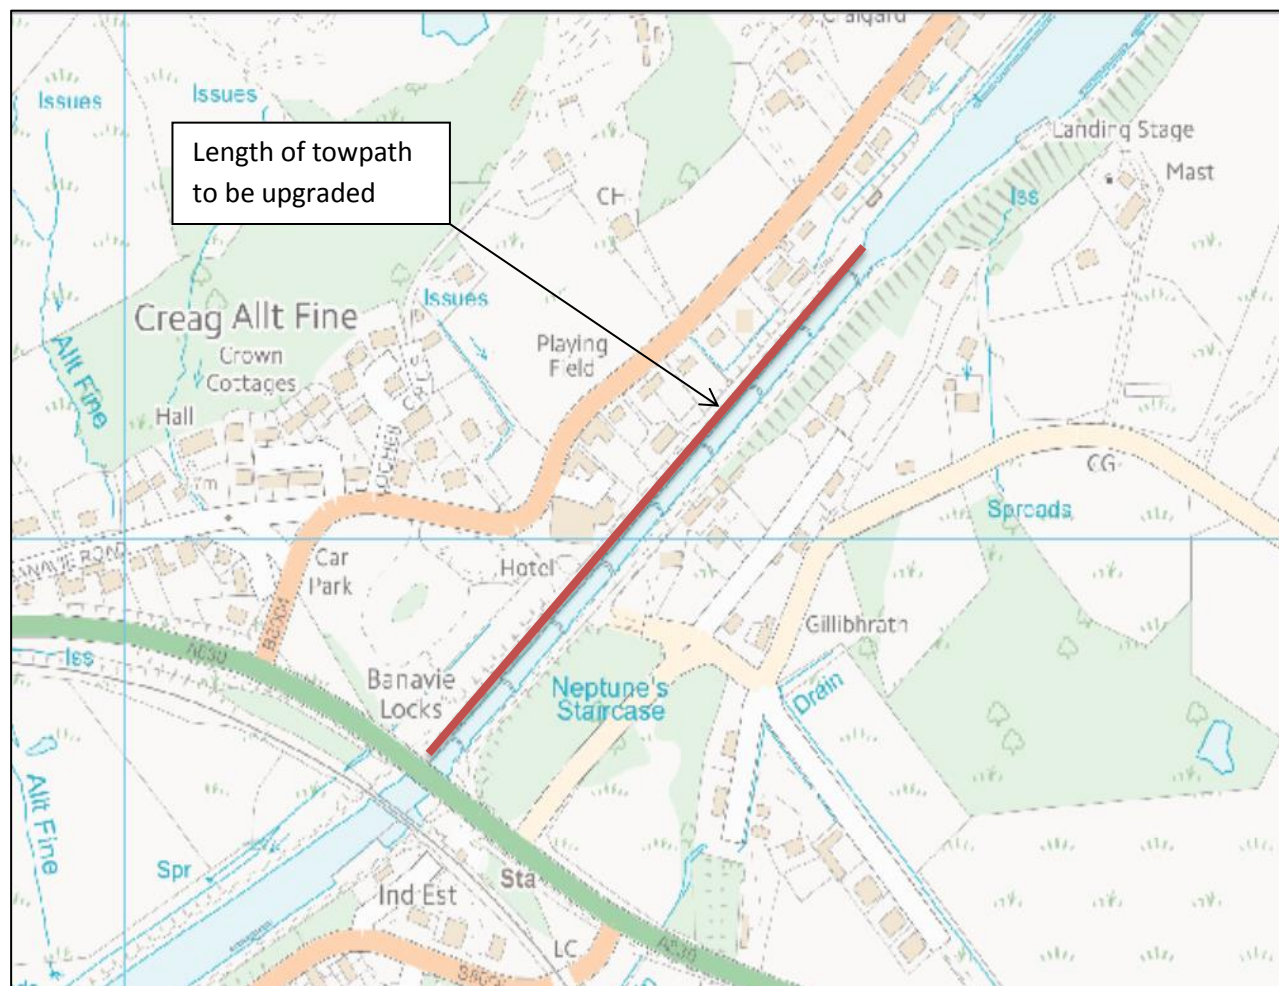 Craigard
Issues
Issues
Length of towpath
to be upgraded
Landing Stage
Mast
CH
Iss
Issues
Creag Allt Fine
Crown
Cottages
Allt Fine
Playing
Field
Hall
CG
Spreads
Car
Park
Hotel
B8004
A830
Iss
Gillibhrath
Banavie
Locks
Neptune's
Staircase
Drain
Allt Fine
Spr
Sta
Ind Est
LC
A830